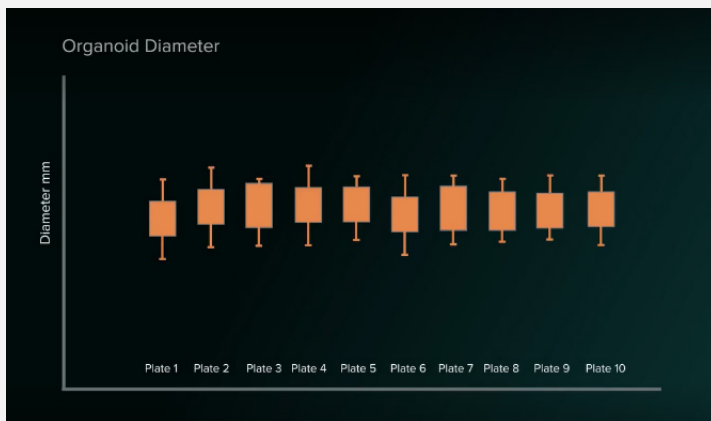 Organoid Diameter
Diameter mm
Plate 1 Plate 2 Plate 3 Plate 4 Plate 5 Plate 6 Plate 7 Plate 8 Plate 9 Plate 10